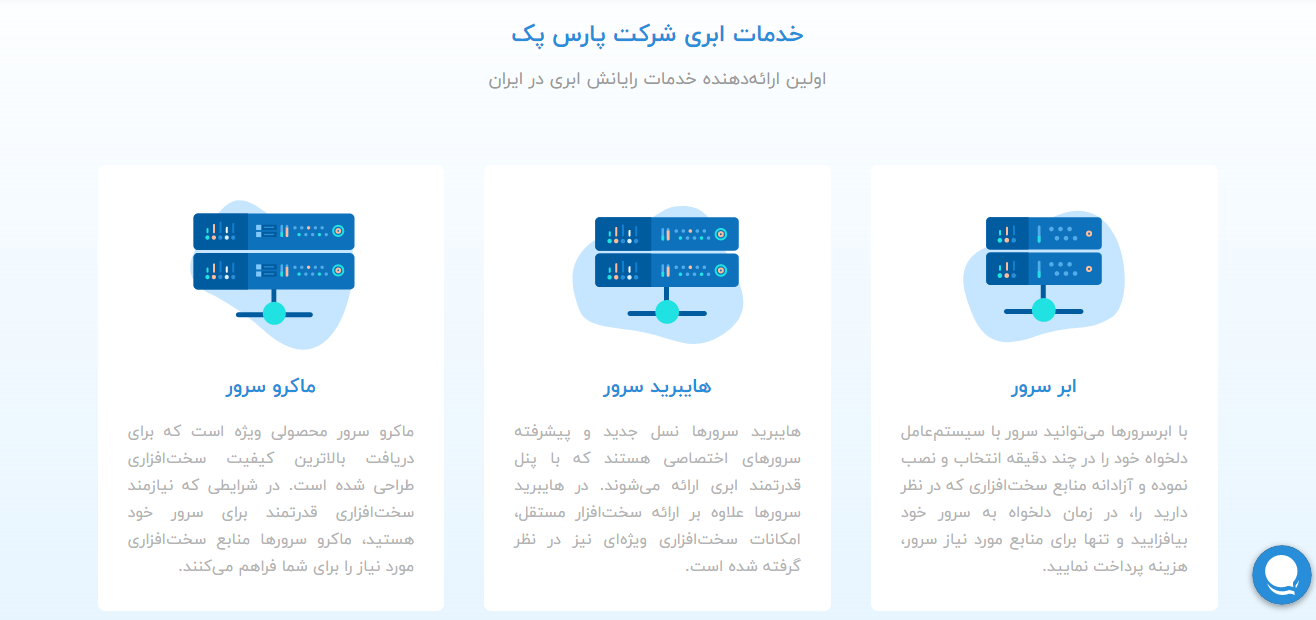 خدمات ابری شرکت پارس پک
اولین ارائه‌دهنده خدمات رایانش ابری در ایران
ابر سرور
با ابرسرورها می‌توانید سرور با سیستم‌عامل
دلخواه خود را در چند دقیقه انتخاب و نصب
نموده و آزادانه منابع سخت‌افزاری که در نظر
دارید را، در زمان دلخواه به سرور خود
بیافزایید و تنها برای منابع مورد نیاز سرور،
هزینه پرداخت نمایید.
هایبرید سرور
هایبرید سرورها نسل جدید و پیشرفته
سرورهای اختصاصی هستند که با پنل
قدرتمند ابری ارائه می‌شوند. در هایبرید
سرورها علاوه بر ارائه سخت‌افزار مستقل،
امکانات سخت‌افزاری ویژه‌ای نیز در نظر
گرفته شده است.
ماکرو سرور
ماکرو سرور محصولی ویژه است که برای
دریافت بالاترین کیفیت سخت‌افزاری
طراحی شده است. در شرایطی که نیازمند
سخت‌افزاری قدرتمند برای سرور خود
هستید، ماکرو سرورها منابع سخت‌افزاری
مورد نیاز را برای شما فراهم می‌کنند.